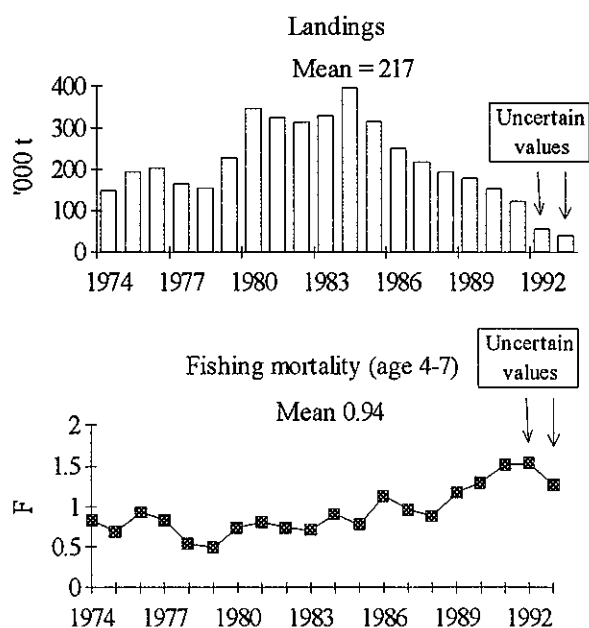 Landings
Mean = 217
'000 t
400
300
200
100
0
Uncertain
values
1974 1977 1980 1983 1986 1989 1992
Fishing mortality (age 4-7)
Mean 0.94
Uncertain
values
F
2
1.5
1
0.5
0
1974 1977 1980 1983 1986 1989 1992